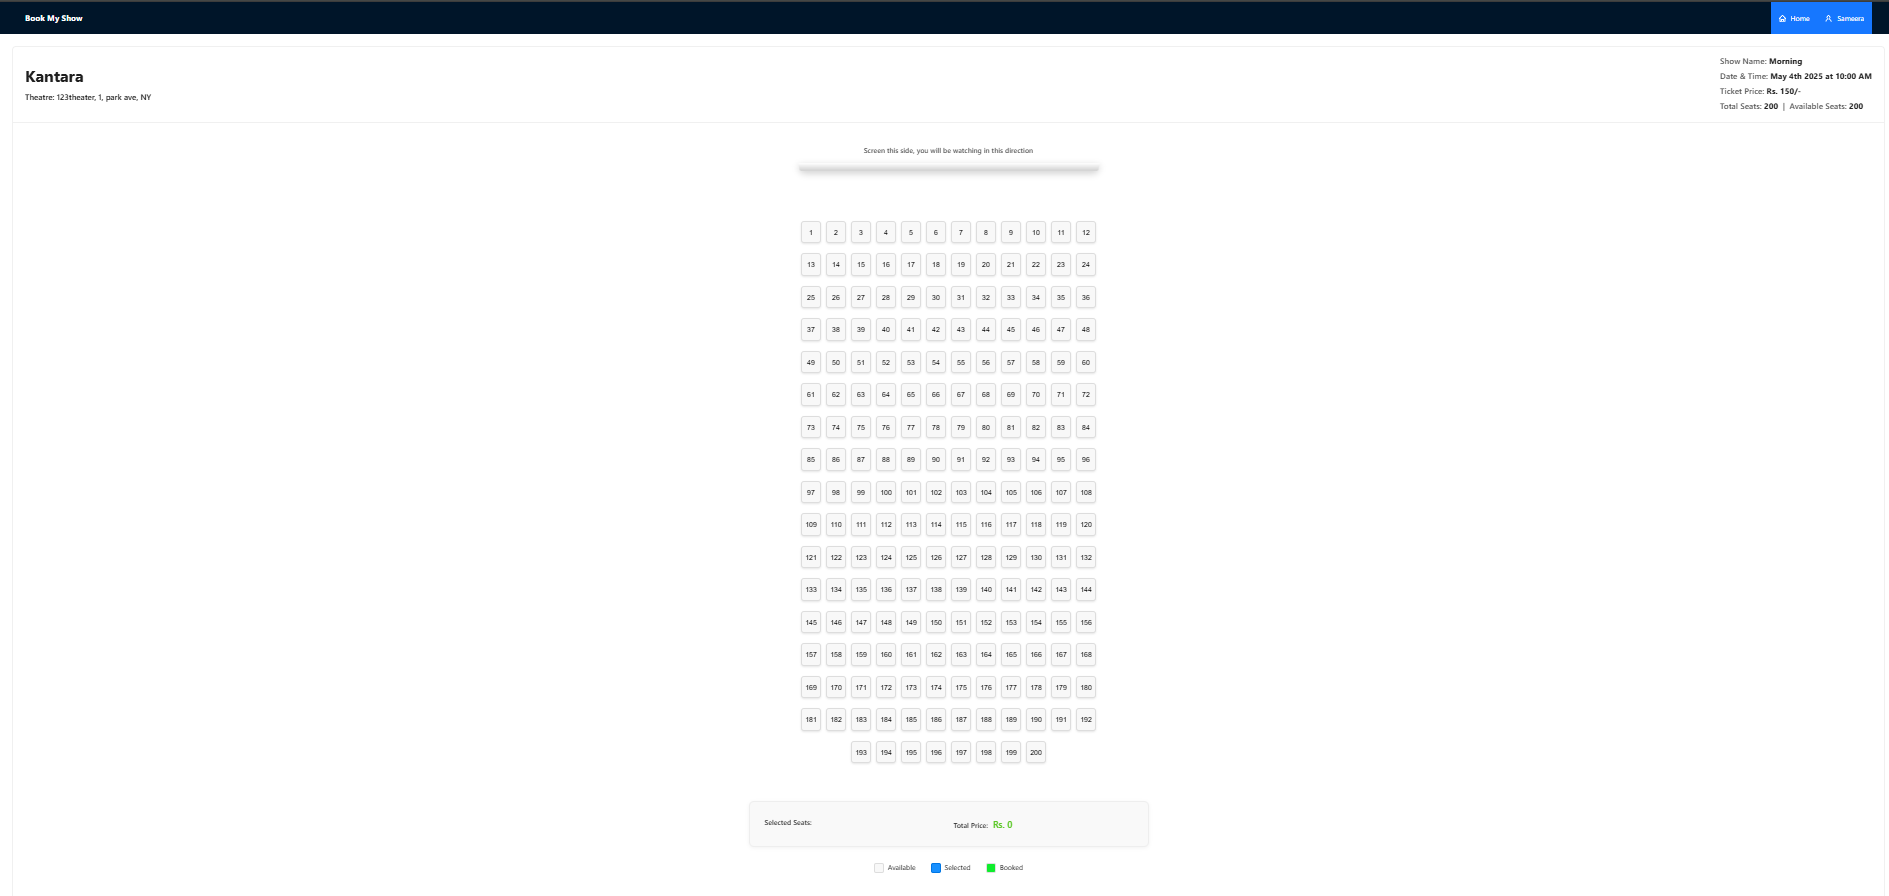 Book My Show
Home Sameera
Kantara
Theatre: 123theater, 1, park ave, NY
Show Name: Morning
Date & Time: May 4th 2025 at 10:00 AM
Ticket Price: Rs. 150/-
Total Seats: 200 | Available Seats: 200
Screen this side, you will be watching in this direction
1 2 3 4 5 6 7 8 9 10 11 12
13 14 15 16 17 18 19 20 21 22 23 24
25 26 27 28 29 30 31 32 33 34 35 36
37 38 39 40 41 42 43 44 45 46 47 48
49 50 51 52 53 54 55 56 57 58 59 60
61 62 63 64 65 66 67 68 69 70 71 72
73 74 75 76 77 78 79 80 81 82 83 84
85 86 87 88 89 90 91 92 93 94 95 96
97 98 99 100 101 102 103 104 105 106 107 108
109 110 111 112 113 114 115 116 117 118 119 120
121 122 123 124 125 126 127 128 129 130 131 132
133 134 135 136 137 138 139 140 141 142 143 144
145 146 147 148 149 150 151 152 153 154 155 156
157 158 159 160 161 162 163 164 165 166 167 168
169 170 171 172 173 174 175 176 177 178 179 180
181 182 183 184 185 186 187 188 189 190 191 192
193 194 195 196 197 198 199 200
Selected Seats: Total Price: Rs. 0
Available Selected Booked